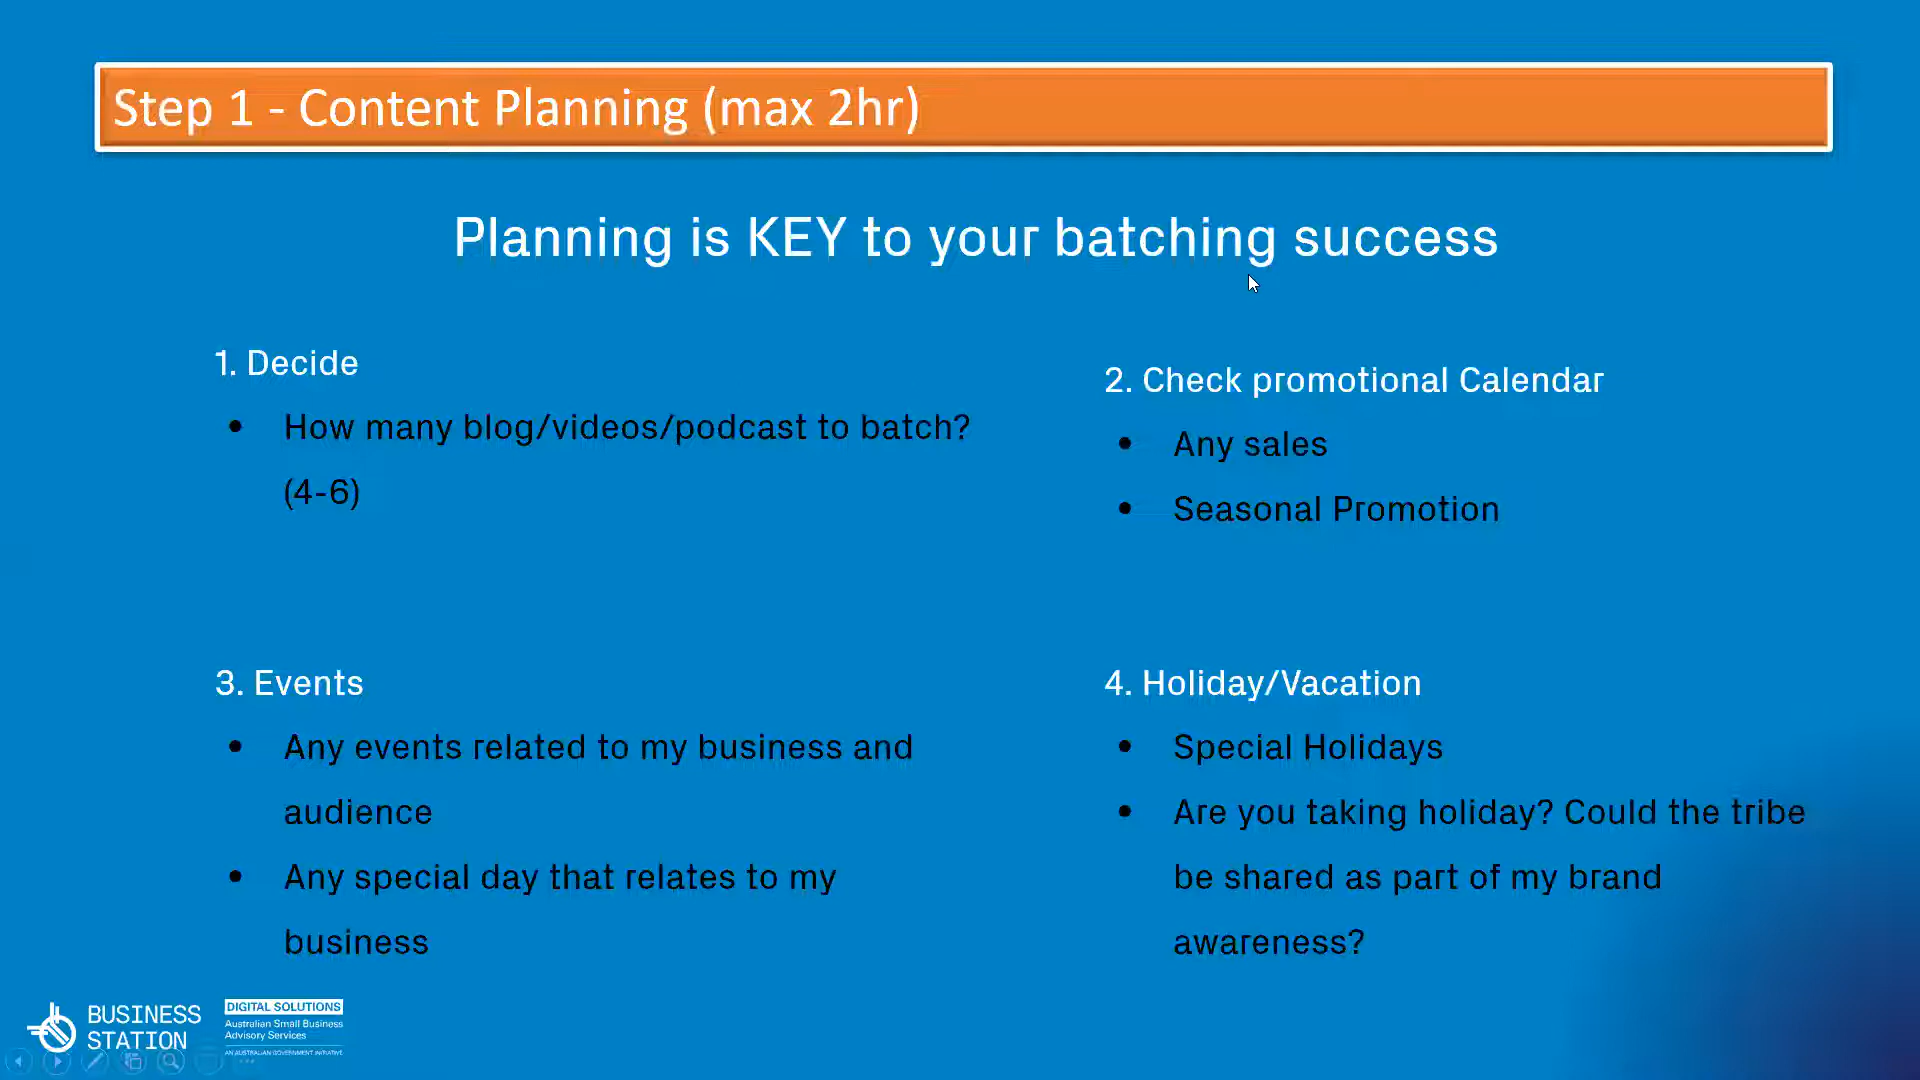 Step 1 - Content Planning (max 2hr)
Planning is KEY to your batching success
1. Decide
• How many blog/videos/podcast to batch?
(4-6)
2. Check promotional Calendar
• Any sales
• Seasonal Promotion
3. Events
• Any events related to my business and
audience
• Any special day that relates to my
business
4. Holiday/Vacation
• Special Holidays
• Are you taking holiday? Could the tribe
be shared as part of my brand
awareness?
BUSINESS
STATION
DIGITAL SOLUTIONS
Australian Small Business
Advisory Services
AN AUSTRALIAN GOVERNMENT INITIATIVE